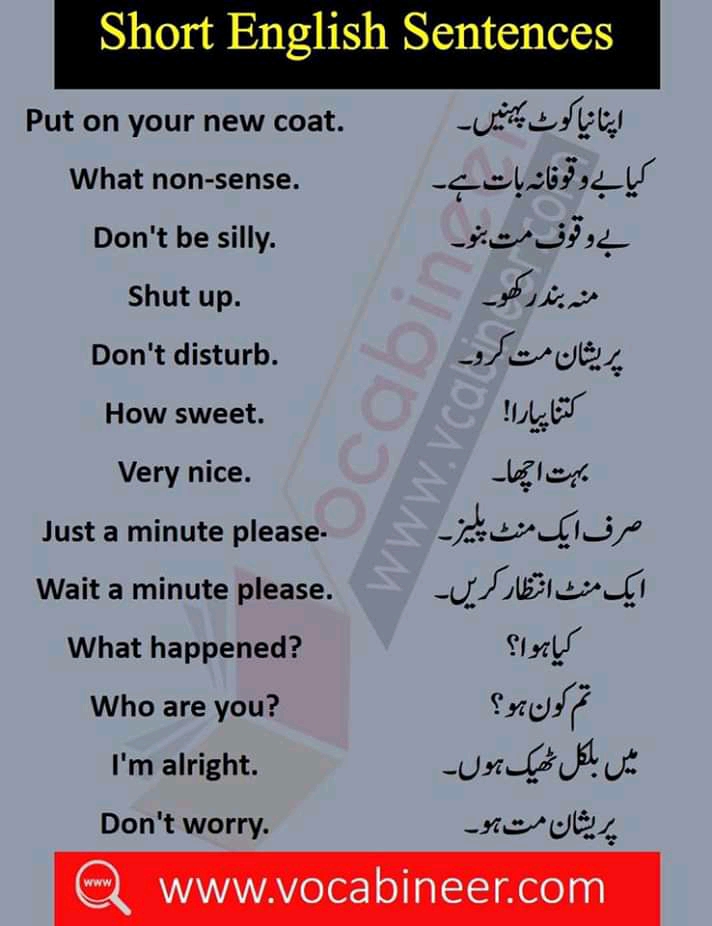 Short English Sentences
Put on your new coat. اپنا نیا کوٹ پہنیں۔
What non-sense. کیا بے وقوفانہ بات ہے۔
Don't be silly. بے وقوف مت بنو۔
Shut up. منہ بند رکھو۔
Don't disturb. پریشان مت کرو۔
How sweet. کتنا پیارا!
Very nice. بہت اچھا۔
Just a minute please- صرف ایک منٹ پلیز۔
Wait a minute please. ایک منٹ انتظار کریں۔
What happened? کیا ہوا؟
Who are you? تم کون ہو؟
I'm alright. میں بلکل ٹھیک ہوں۔
Don't worry. پریشان مت ہو۔
ocabineer
www.vcabineer.com
www www.vocabineer.com